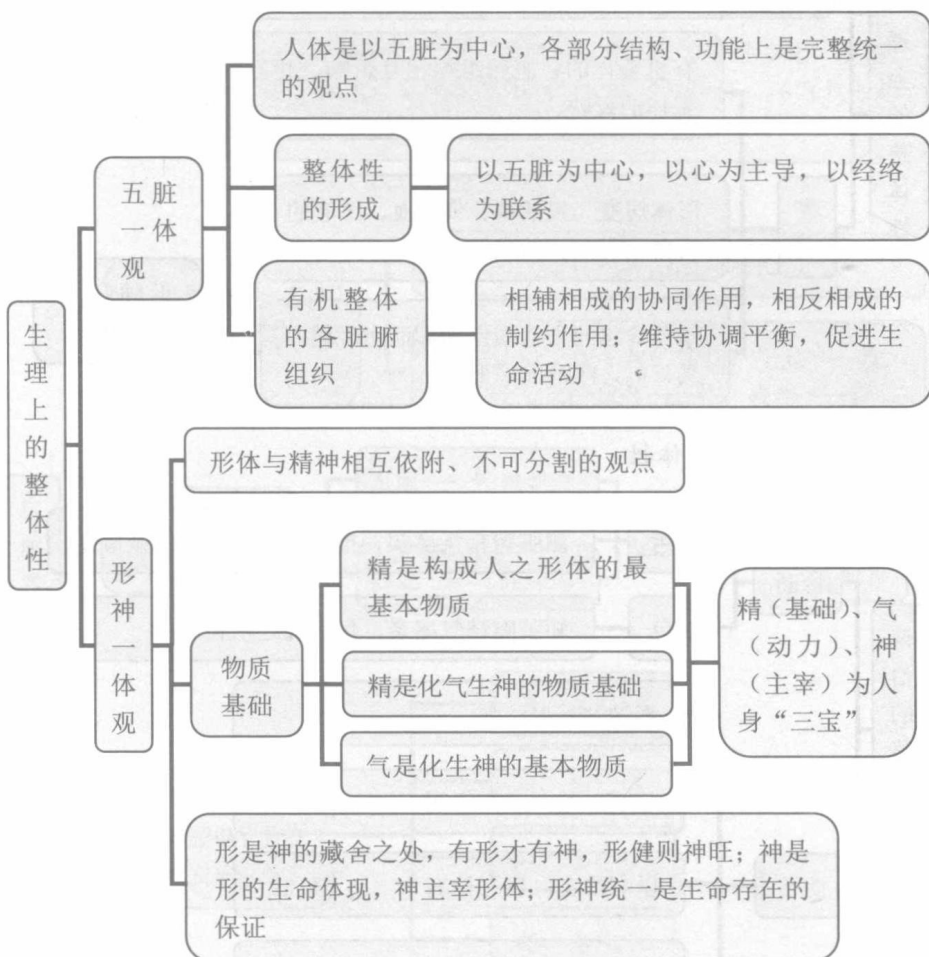 生理上的整体性
五脏
一体
观
人体是以五脏为中心，各部分结构、功能上是完整统一
的观点
整体性
的形成
以五脏为中心，以心为主导，以经络
为联系
有机整体
的各脏腑
组织
相辅相成的协同作用，相反相成的
制约作用；维持协调平衡，促进生
命活动
形神一体观
形体与精神相互依附、不可分割的观点
物质
基础
精是构成人之形体的最
基本物质
精是化气生神的物质基础
气是化生神的基本物质
精（基础）、气
（动力）、神
（主宰）为人
身“三宝”
形是神的藏舍之处，有形才有神，形健则神旺；神是
形的生命体现，神主宰形体；形神统一是生命存在的
保证